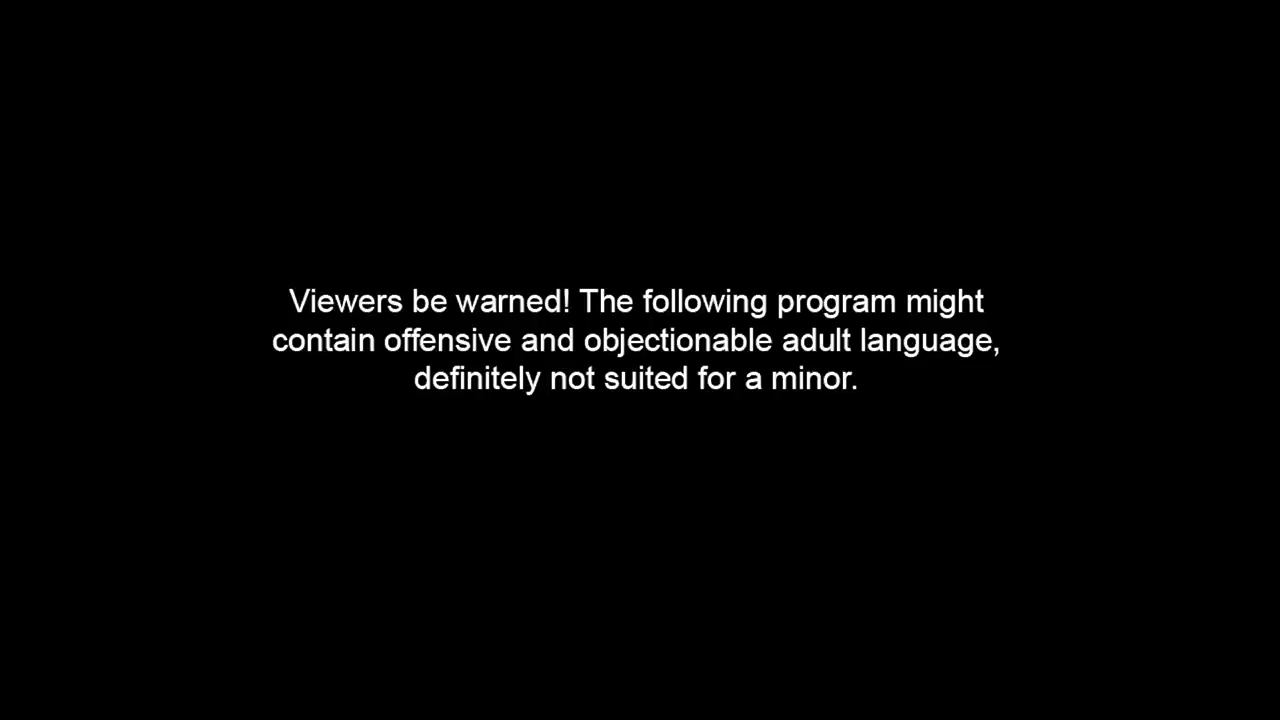 Viewers be warned! The following program might
contain offensive and objectionable adult language,
definitely not suited for a minor.